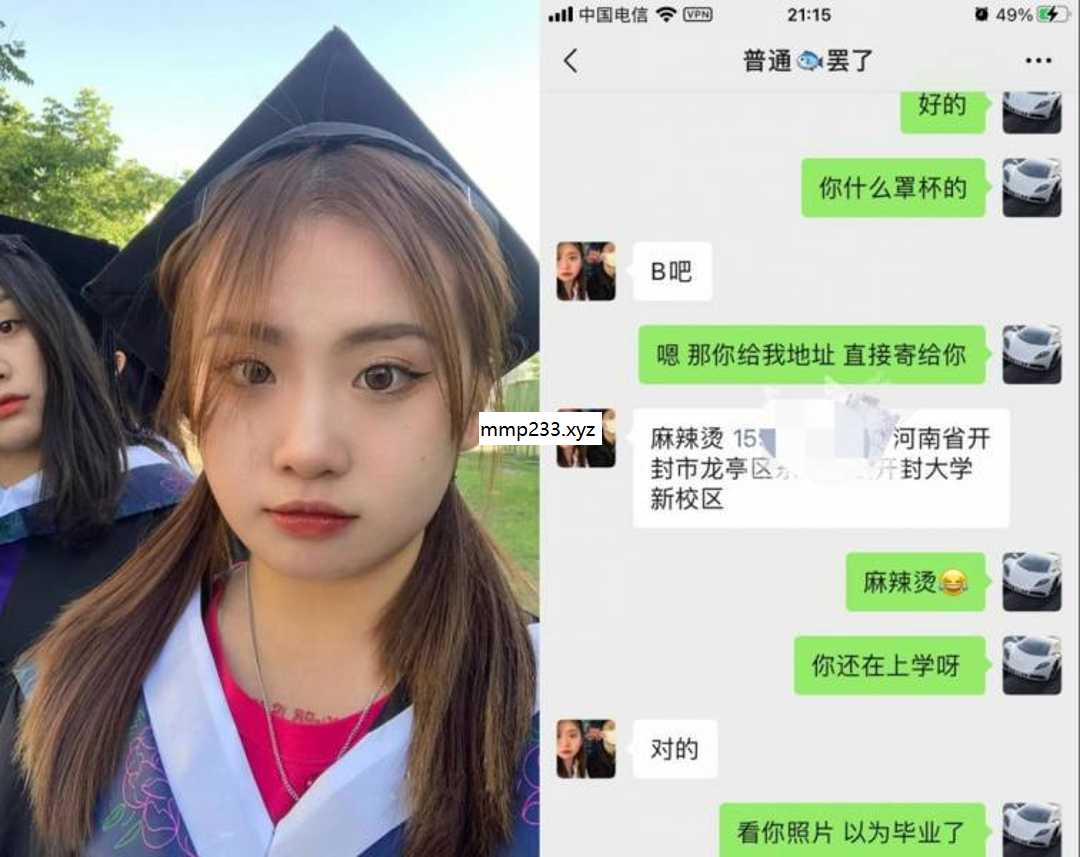 中国电信 VPN 21:15 49%
普通🐟罢了
好的
你什么罩杯的
B吧
嗯 那你给我地址 直接寄给你
mmp233.xyz
麻辣烫 15 河南省开
封市龙亭区 开封大学
新校区
麻辣烫😂
你还在上学呀
对的
看你照片 以为毕业了